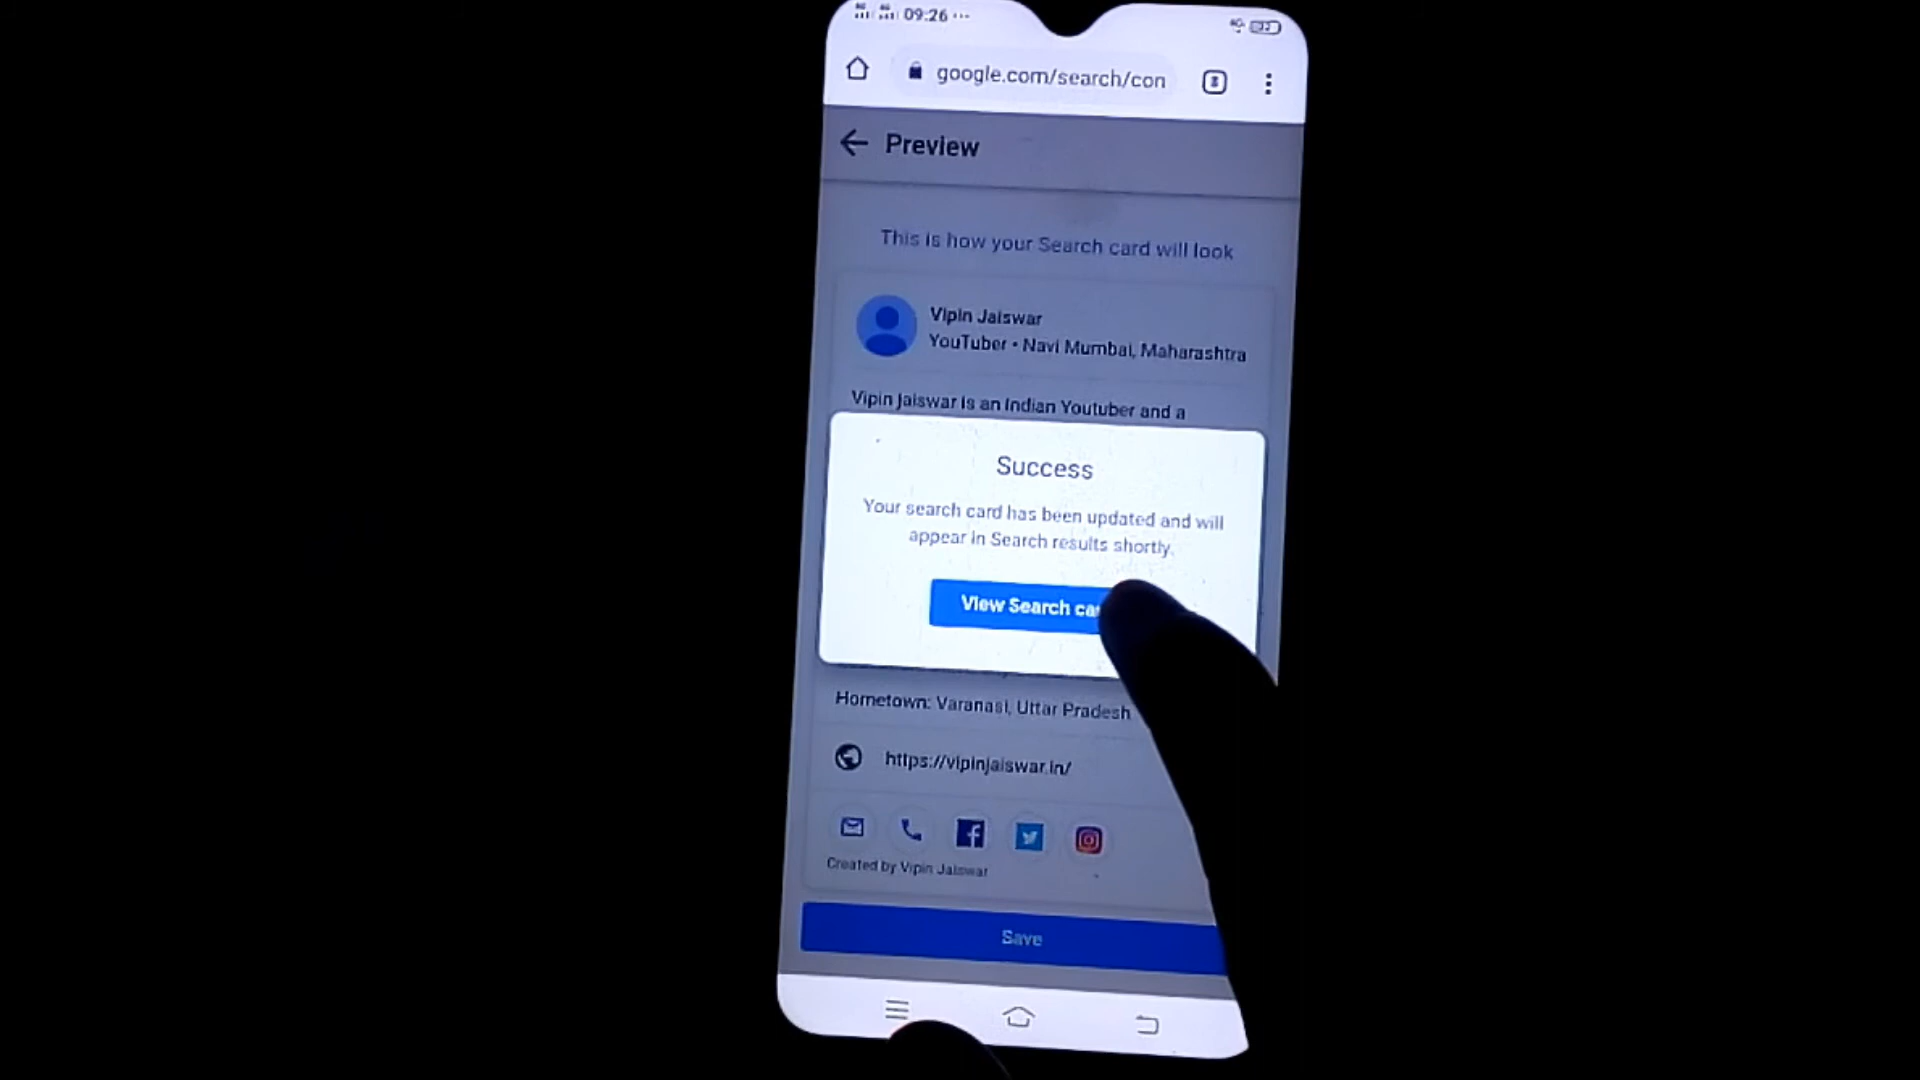 09:26 ...
google.com/search/con
Preview
This is how your Search card will look
Vipin Jaiswar
YouTuber • Navi Mumbai, Maharashtra
Vipin Jaiswar is an Indian Youtuber and a
Success
Your search card has been updated and will
appear in Search results shortly.
View Search ca
Hometown: Varanasi, Uttar Pradesh
https://vipinjaiswar.in/
Created by Vipin Jaiswar
Save